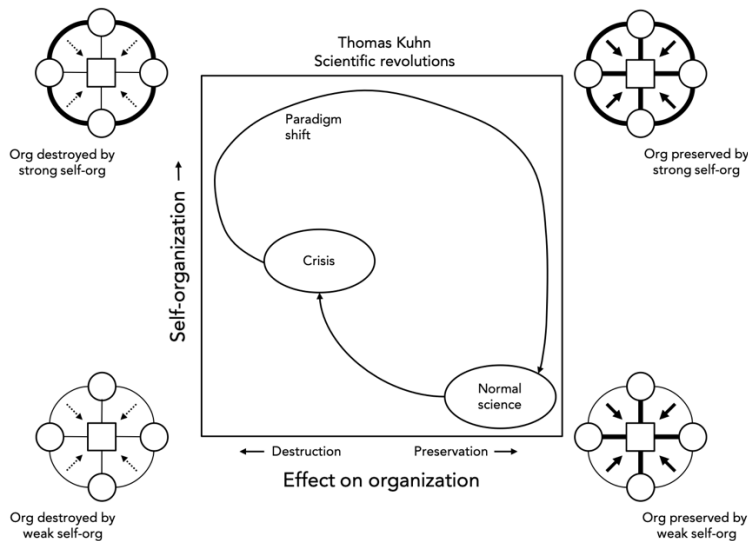 Thomas Kuhn
Scientific revolutions
Org destroyed by
strong self-org
Org preserved by
strong self-org
Paradigm
shift
Self-organization →
Crisis
Normal
science
← Destruction
Preservation →
Effect on organization
Org destroyed by
weak self-org
Org preserved by
weak self-org